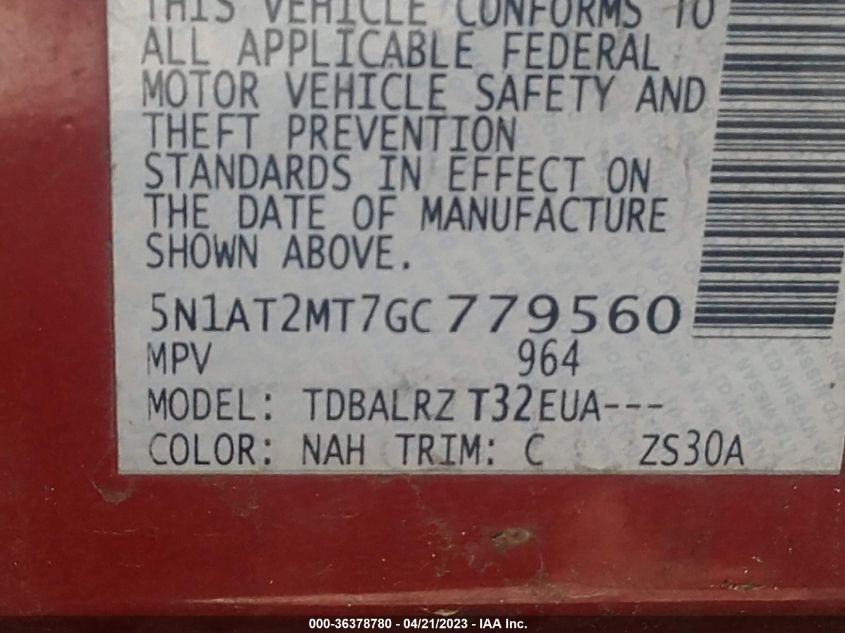 THIS VEHICLE CONFORMS TO
ALL APPLICABLE FEDERAL
MOTOR VEHICLE SAFETY AND
THEFT PREVENTION
STANDARDS IN EFFECT ON
THE DATE OF MANUFACTURE
SHOWN ABOVE.
5N1AT2MT7GC779560
MPV 964
MODEL: TDBALRZ T32EUA---
COLOR: NAH TRIM: C ZS30A
000-36378780 - 04/21/2023 - IAA Inc.